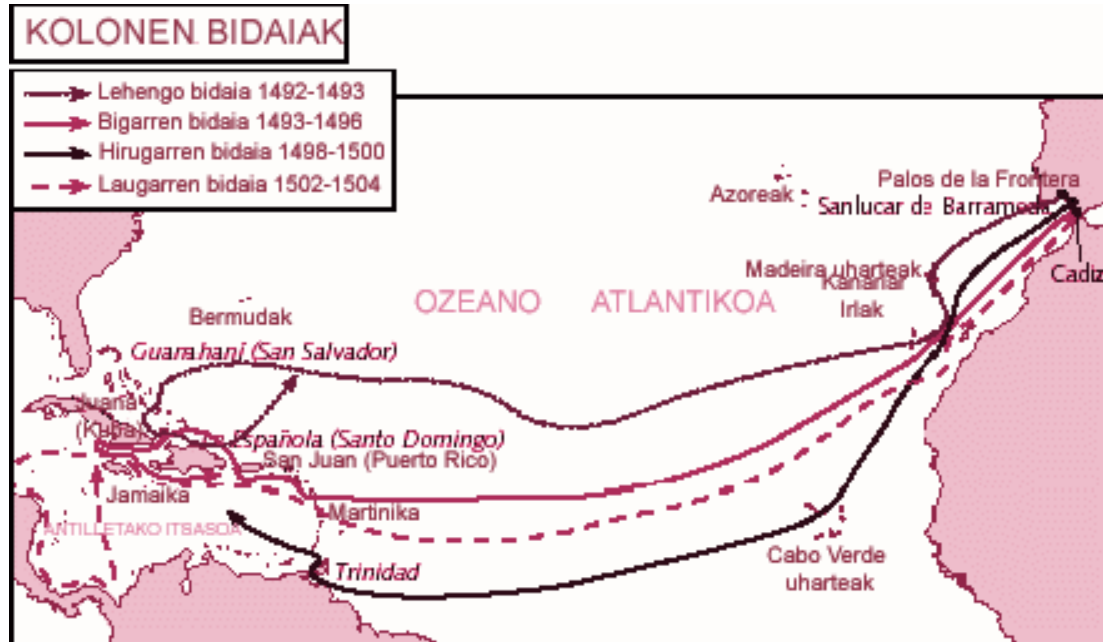 KOLONEN BIDAIAK
Lehengo bidaia 1492-1493
Bigarren bidaia 1493-1496
Hirugarren bidaia 1498-1500
Laugarren bidaia 1502-1504
Palos de la Frontera
Azoreak
Sanlucar de Barrameda
Madeira uharteak
Cadiz
Kanariar
Irlak
OZEANO ATLANTIKOA
Bermudak
Guanahaní (San Salvador)
Juana
(Kuba)
La Española (Santo Domingo)
San Juan (Puerto Rico)
Jamaika
Martinika
ANTILLETAKO ITSASOA
Trinidad
Cabo Verde
uharteak